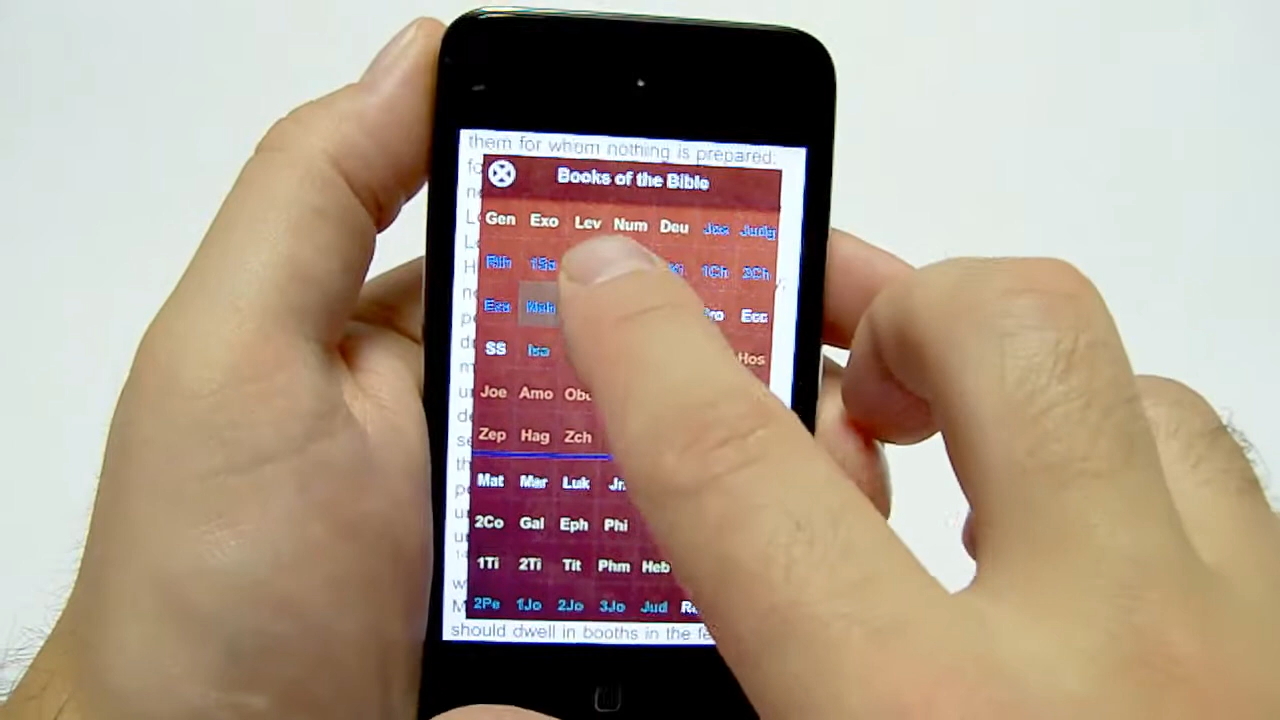 them for whom nothing is prepared:
Books of the Bible
Gen Exo Lev Num Deu Jos Judg
Rth 1Sa 1Ch 2Ch
Ezr Neh Ecc
SS Isa Hos
Joe Amo
Zep Hag Zch
Mat Mar Luk
2Co Gal Eph Phi
1Ti 2Ti Tit Phm Heb
2Pe 1Jo 2Jo 3Jo Jud
should dwell in booths in the